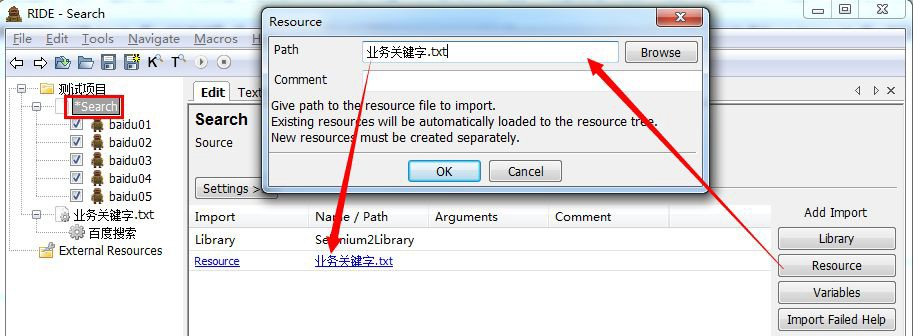 RIDE - Search
File Edit Tools Navigate Macros
测试项目
*Search
baidu01
baidu02
baidu03
baidu04
baidu05
业务关键字.txt
百度搜索
External Resources
Resource
Path 业务关键字.txt Browse
Comment
Give path to the resource file to import.
Existing resources will be automatically loaded to the resource tree.
New resources must be created separately.
OK Cancel
Edit Text
Search
Source
Settings >
Import Name / Path Arguments Comment
Library Selenium2Library
Resource 业务关键字.txt
Add Import
Library
Resource
Variables
Import Failed Help